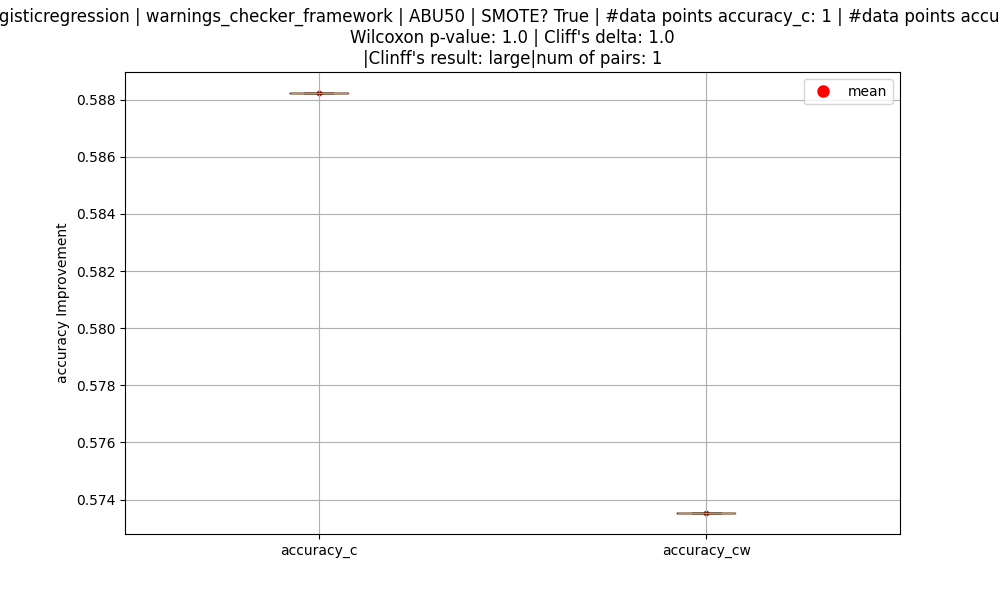 gisticregression | warnings_checker_framework | ABU50 | SMOTE? True | #data points accuracy_c: 1 | #data points accu
Wilcoxon p-value: 1.0 | Cliff's delta: 1.0
|Clinff's result: large|num of pairs: 1
mean
0.588
0.586
0.584
0.582
0.580
0.578
0.576
0.574
accuracy Improvement
accuracy_c
accuracy_cw